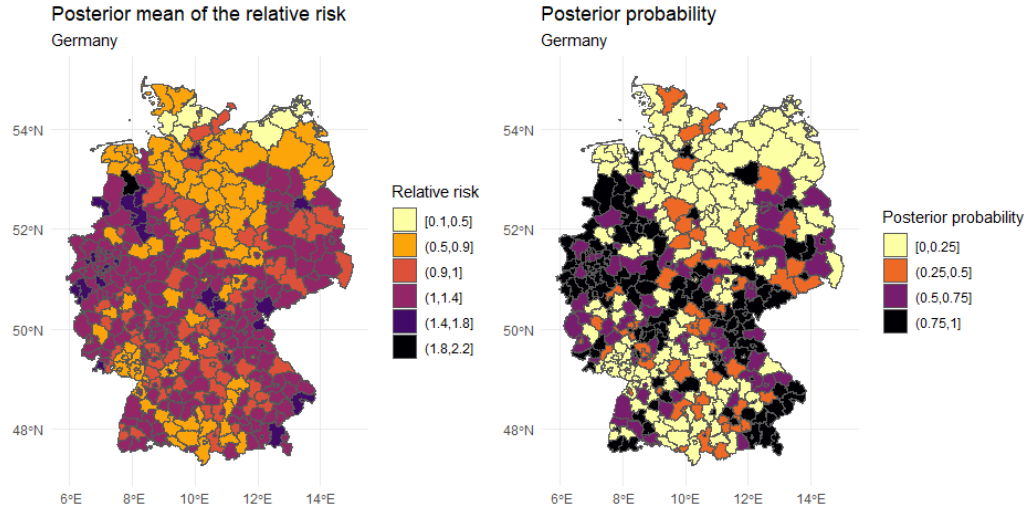 Posterior mean of the relative risk
Germany
54°N
52°N
50°N
48°N
6°E
8°E
10°E
12°E
14°E
Relative risk
[0.1,0.5]
(0.5,0.9]
(0.9,1]
(1,1.4]
(1.4,1.8]
(1.8,2.2]
Posterior probability
Germany
54°N
52°N
50°N
48°N
6°E
8°E
10°E
12°E
14°E
Posterior probability
[0,0.25]
(0.25,0.5]
(0.5,0.75]
(0.75,1]